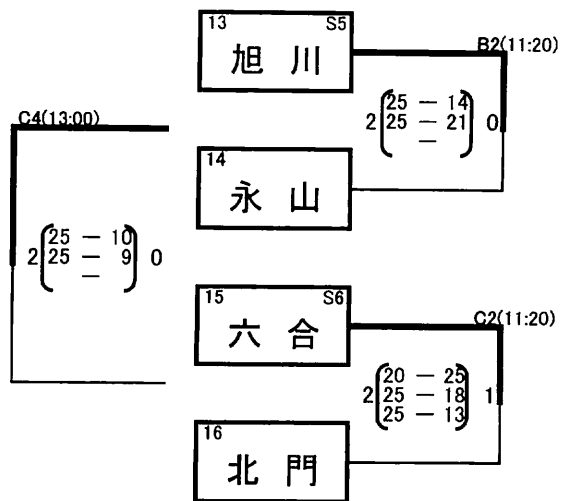 13 S5
旭 川
B2(11:20)
25 — 14
2 25 — 21 0
—
C4(13:00)
14
永 山
25 — 10
2 25 — 9 0
—
15 S6
六 合
C2(11:20)
20 — 25
2 25 — 18 1
25 — 13
16
北 門